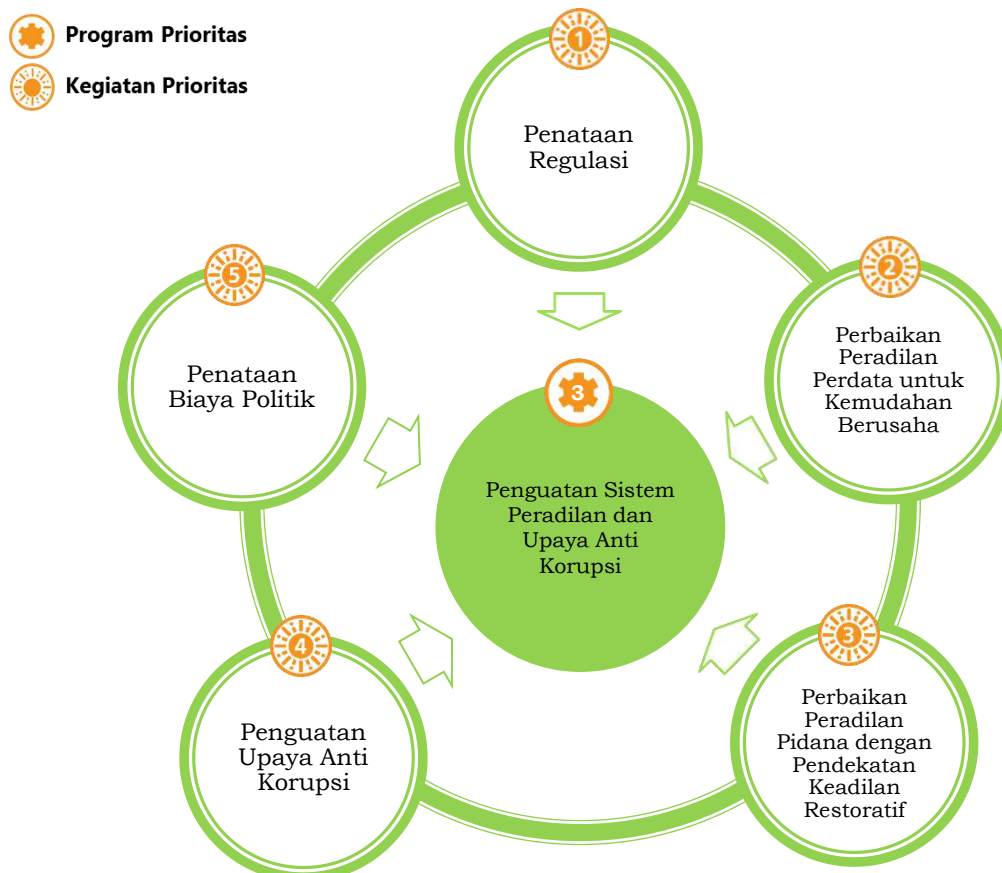 Program Prioritas
Kegiatan Prioritas
1
Penataan
Regulasi
2
Perbaikan
Peradilan
Perdata untuk
Kemudahan
Berusaha
3
Perbaikan
Peradilan
Pidana dengan
Pendekatan
Keadilan
Restoratif
4
Penguatan
Upaya Anti
Korupsi
5
Penataan
Biaya Politik
3
Penguatan Sistem
Peradilan dan
Upaya Anti
Korupsi